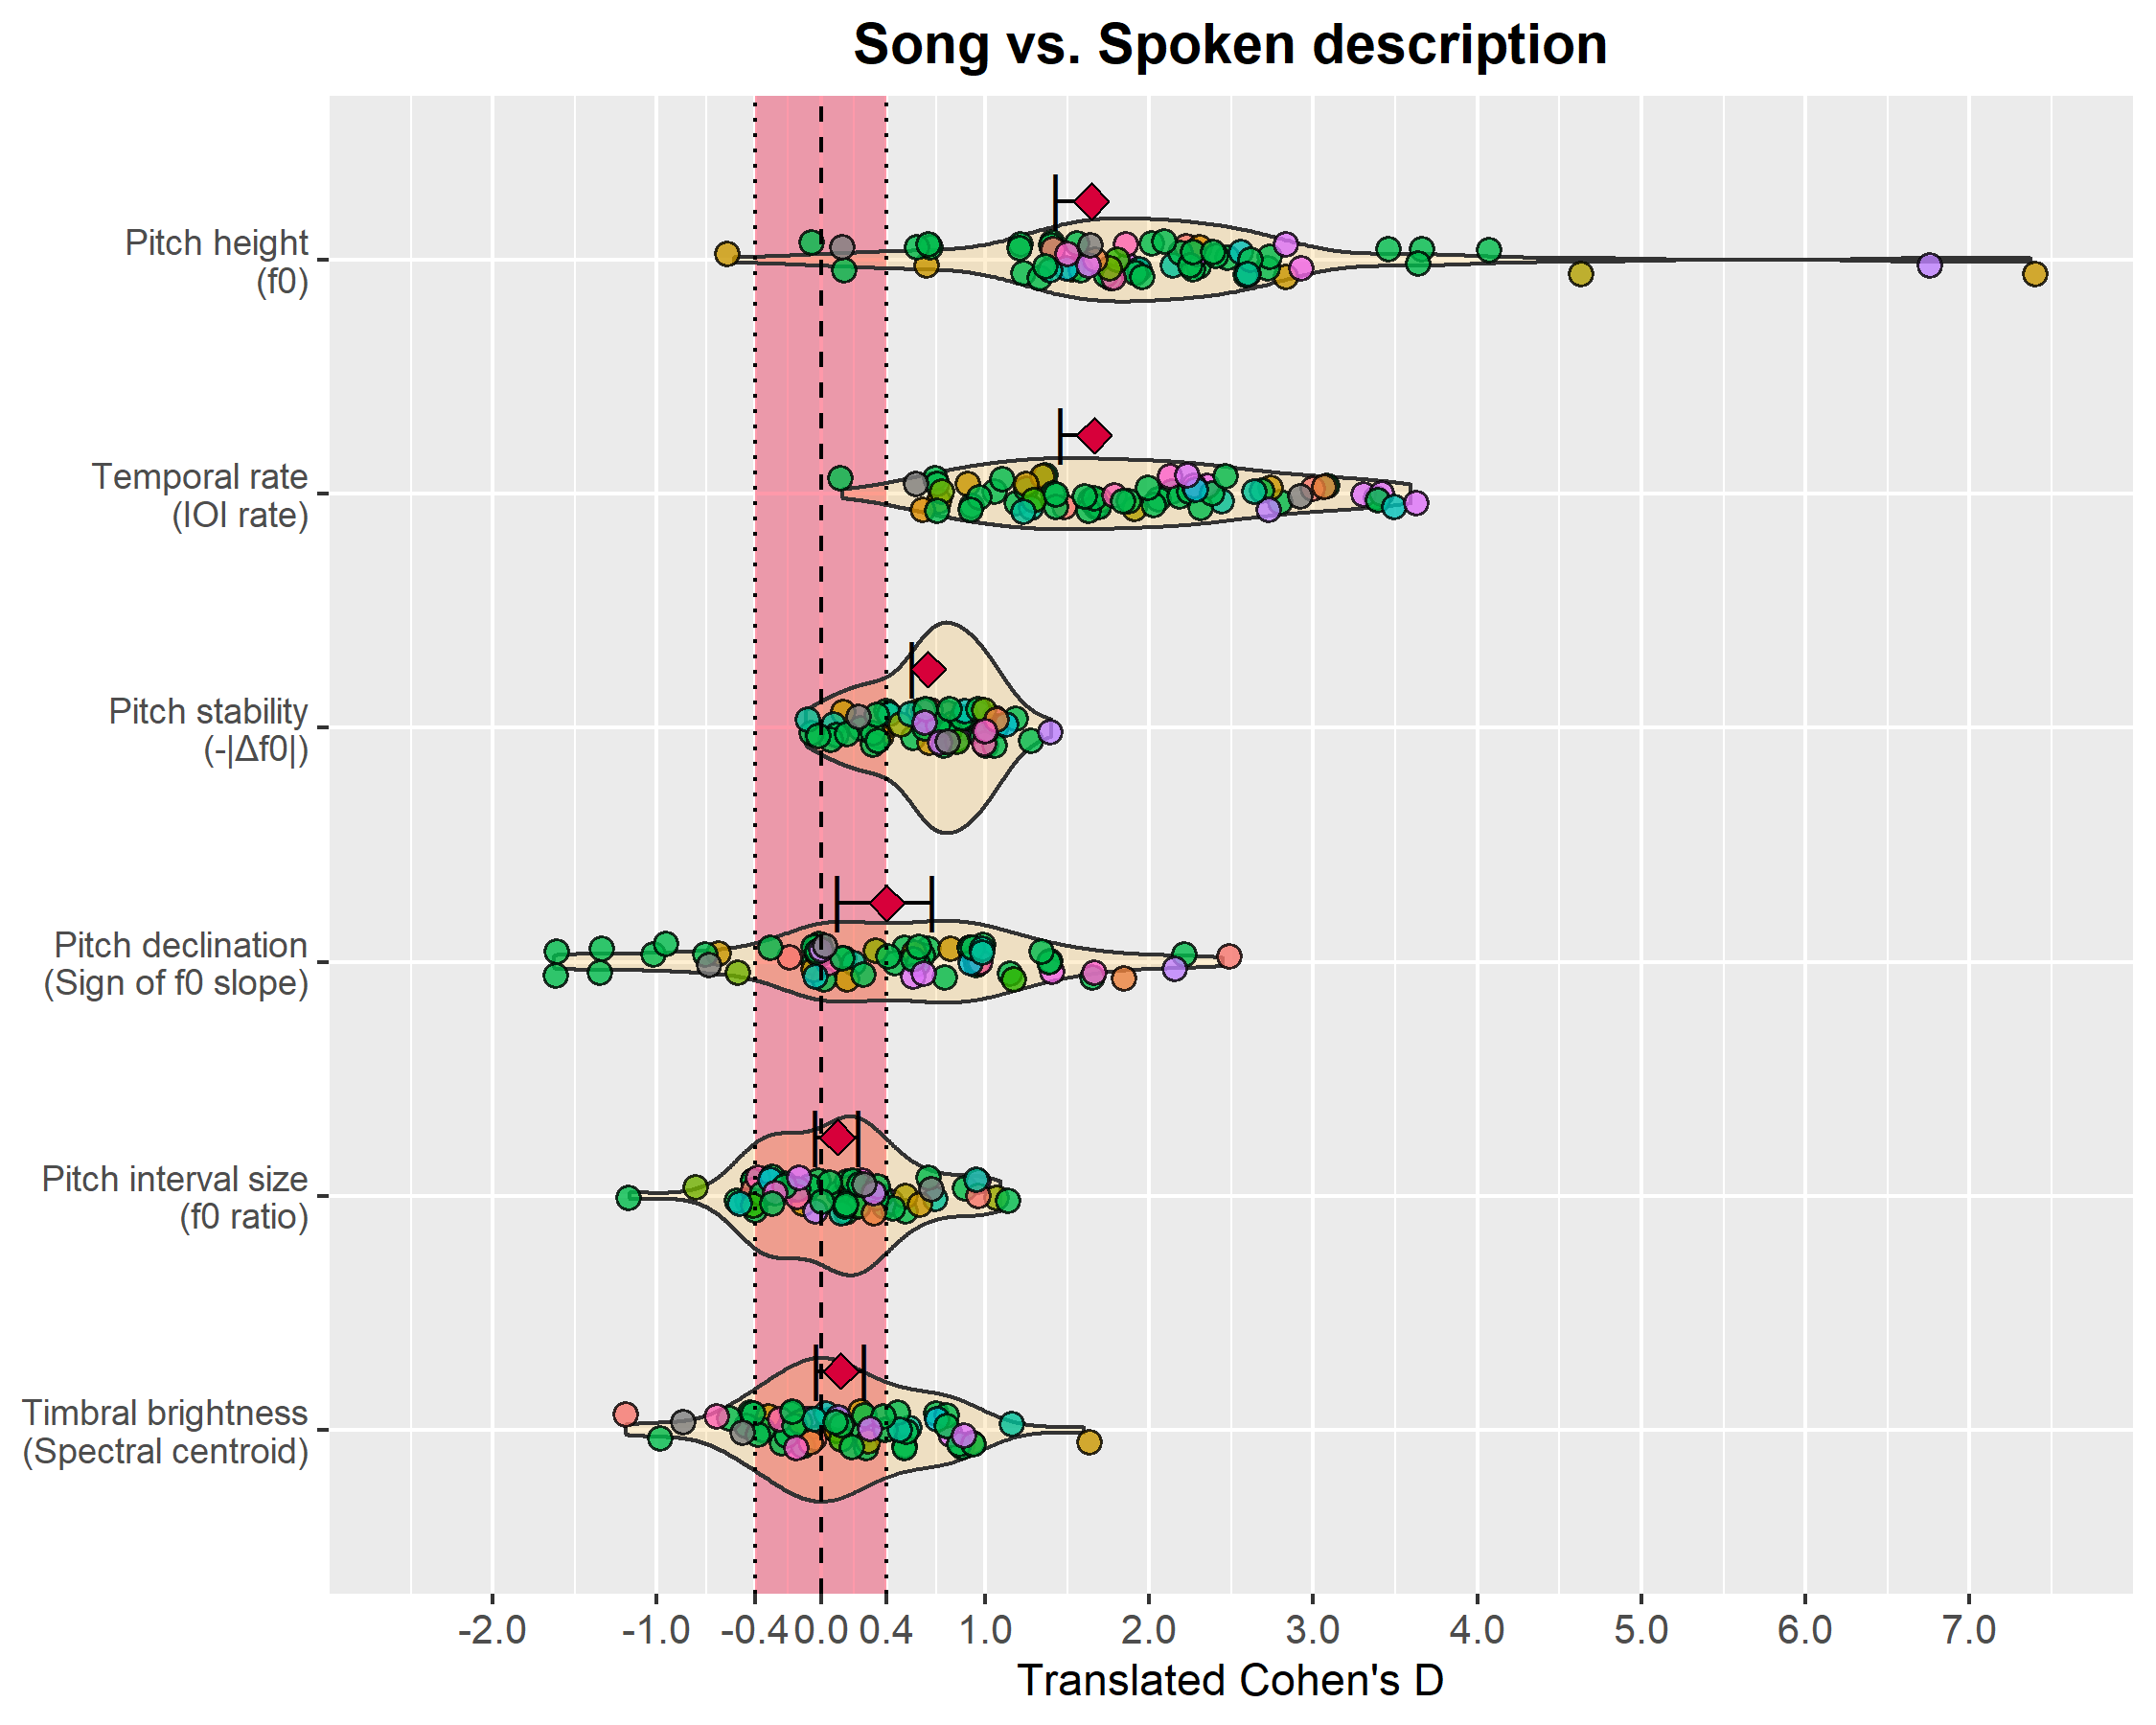 Song vs. Spoken description
Pitch height
(f0)
Temporal rate
(IOI rate)
Pitch stability
(-|Δf0|)
Pitch declination
(Sign of f0 slope)
Pitch interval size
(f0 ratio)
Timbral brightness
(Spectral centroid)
-2.0 -1.0 -0.4 0.0 0.4 1.0 2.0 3.0 4.0 5.0 6.0 7.0
Translated Cohen's D